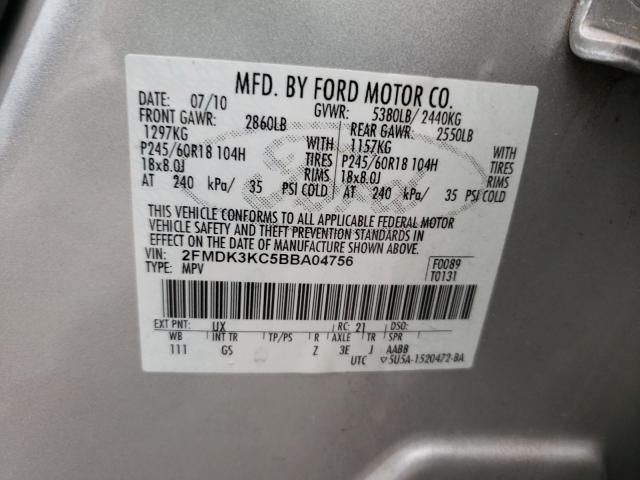 MFD. BY FORD MOTOR CO.
DATE: 07/10 GVWR: 5380LB/ 2440KG
FRONT GAWR: 2860LB REAR GAWR: 2550LB
1297KG 1157KG
P245/60R18 104H TIRES P245/60R18 104H TIRES
18x8.0J RIMS 18x8.0J RIMS
AT 240 kPa/ 35 PSI COLD AT 240 kPa/ 35 PSI COLD
THIS VEHICLE CONFORMS TO ALL APPLICABLE FEDERAL MOTOR
VEHICLE SAFETY AND THEFT PREVENTION STANDARDS IN
EFFECT ON THE DATE OF MANUFACTURE SHOWN ABOVE.
VIN: 2FMDK3KC5BBA04756 F0089
TYPE: MPV T0131
EXT PNT: UX RC: 21 DSO:
WB INT TR TP/PS R AXLE TR SPR
111 GS Z 3E J AABB
UTC ▽5U5A-1520472-BA